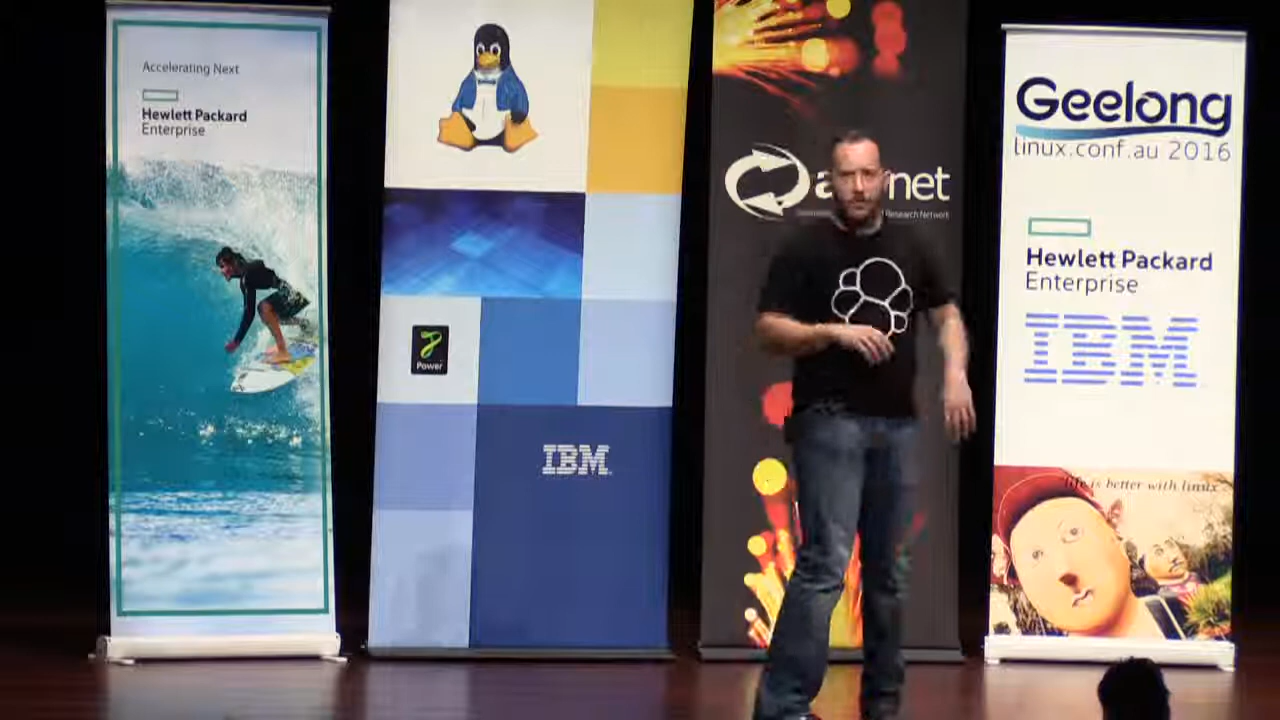 Accelerating Next
Hewlett Packard
Enterprise
Power
IBM
net
Research Network
Geelong
linux.conf.au 2016
Hewlett Packard
Enterprise
IBM
life is better with linux